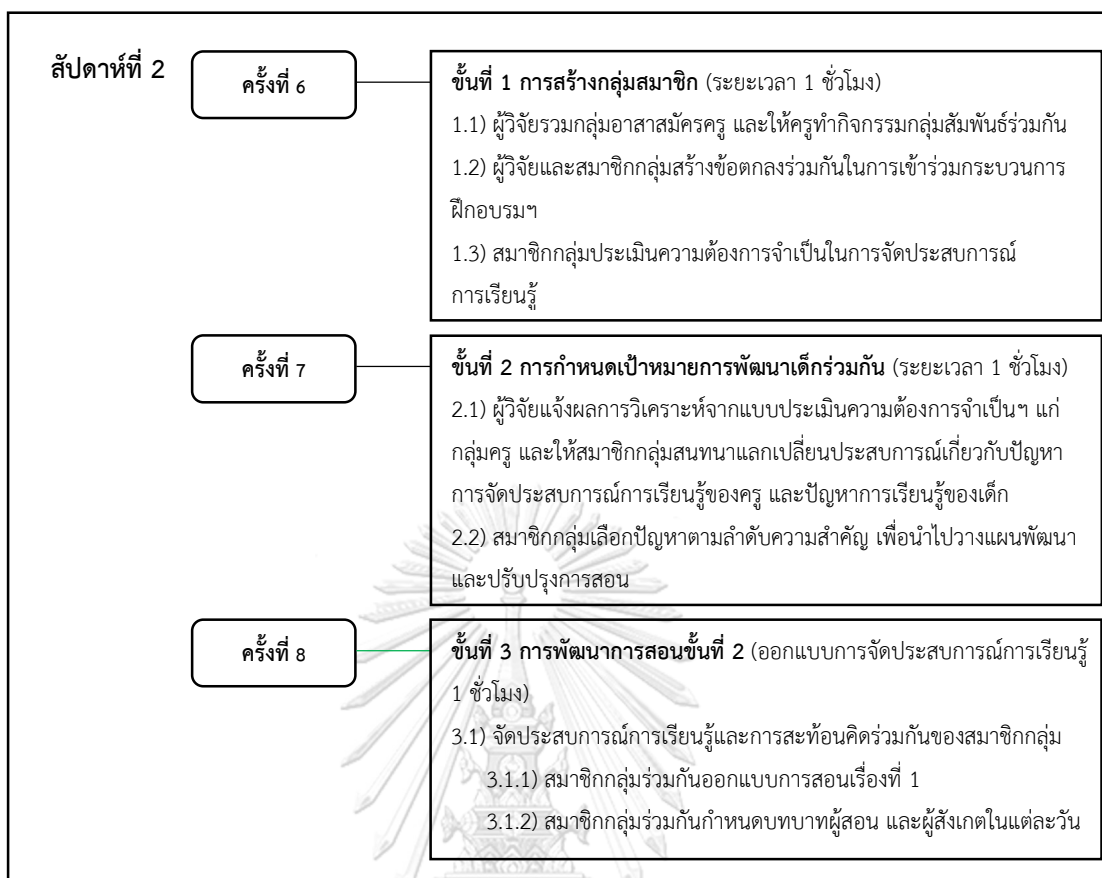 สัปดาห์ที่ 2
ครั้งที่ 6
ขั้นที่ 1 การสร้างกลุ่มสมาชิก (ระยะเวลา 1 ชั่วโมง)
1.1) ผู้วิจัยรวมกลุ่มอาสาสมัครครู และให้ครูทำกิจกรรมกลุ่มสัมพันธ์ร่วมกัน
1.2) ผู้วิจัยและสมาชิกกลุ่มสร้างข้อตกลงร่วมกันในการเข้าร่วมกระบวนการ
ฝึกอบรมฯ
1.3) สมาชิกกลุ่มประเมินความต้องการจำเป็นในการจัดประสบการณ์
การเรียนรู้
ครั้งที่ 7
ขั้นที่ 2 การกำหนดเป้าหมายการพัฒนาเด็กร่วมกัน (ระยะเวลา 1 ชั่วโมง)
2.1) ผู้วิจัยแจ้งผลการวิเคราะห์จากแบบประเมินความต้องการจำเป็นฯ แก่
กลุ่มครู และให้สมาชิกกลุ่มสนทนาแลกเปลี่ยนประสบการณ์เกี่ยวกับปัญหา
การจัดประสบการณ์การเรียนรู้ของครู และปัญหาการเรียนรู้ของเด็ก
2.2) สมาชิกกลุ่มเลือกปัญหาตามลำดับความสำคัญ เพื่อนำไปวางแผนพัฒนา
และปรับปรุงการสอน
ครั้งที่ 8
ขั้นที่ 3 การพัฒนาการสอนขั้นที่ 2 (ออกแบบการจัดประสบการณ์การเรียนรู้
1 ชั่วโมง)
3.1) จัดประสบการณ์การเรียนรู้และการสะท้อนคิดร่วมกันของสมาชิกกลุ่ม
3.1.1) สมาชิกกลุ่มร่วมกันออกแบบการสอนเรื่องที่ 1
3.1.2) สมาชิกกลุ่มร่วมกันกำหนดบทบาทผู้สอน และผู้สังเกตในแต่ละวัน